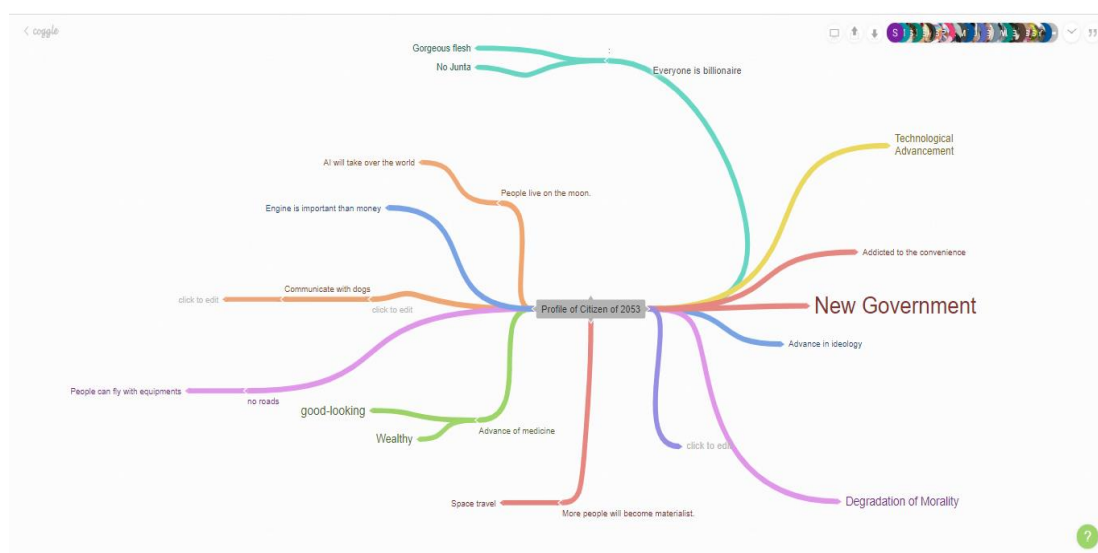 coggle
S
Gorgeous flesh
:
No Junta
Everyone is billionaire
Technological
Advancement
AI will take over the world
People live on the moon.
Engine is important than money
Addicted to the convenience
Communicate with dogs
click to edit
click to edit
Profile of Citizen of 2053
New Government
Advance in ideology
People can fly with equipments
no roads
good-looking
Advance of medicine
Wealthy
click to edit
Space travel
More people will become materialist.
Degradation of Morality
?